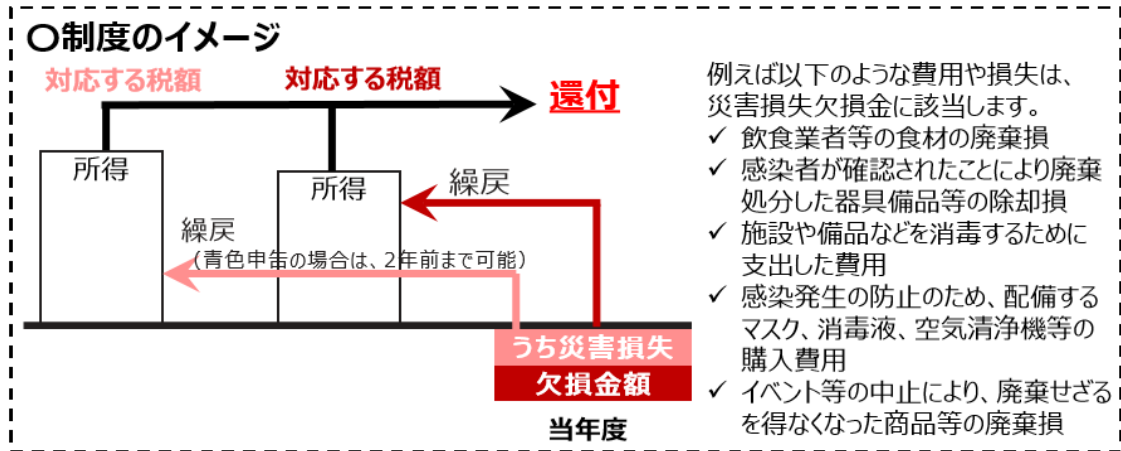 〇制度のイメージ
対応する税額
対応する税額
還付
所得
所得
繰戻
繰戻
(青色申告の場合は、2年前まで可能)
うち災害損失
欠損金額
当年度
例えば以下のような費用や損失は、
災害損失欠損金に該当します。
✓ 飲食業者等の食材の廃棄損
✓ 感染者が確認されたことにより廃棄
処分した器具備品等の除却損
✓ 施設や備品などを消毒するために
支出した費用
✓ 感染発生の防止のため、配備する
マスク、消毒液、空気清浄機等の
購入費用
✓ イベント等の中止により、廃棄せざる
を得なくなった商品等の廃棄損